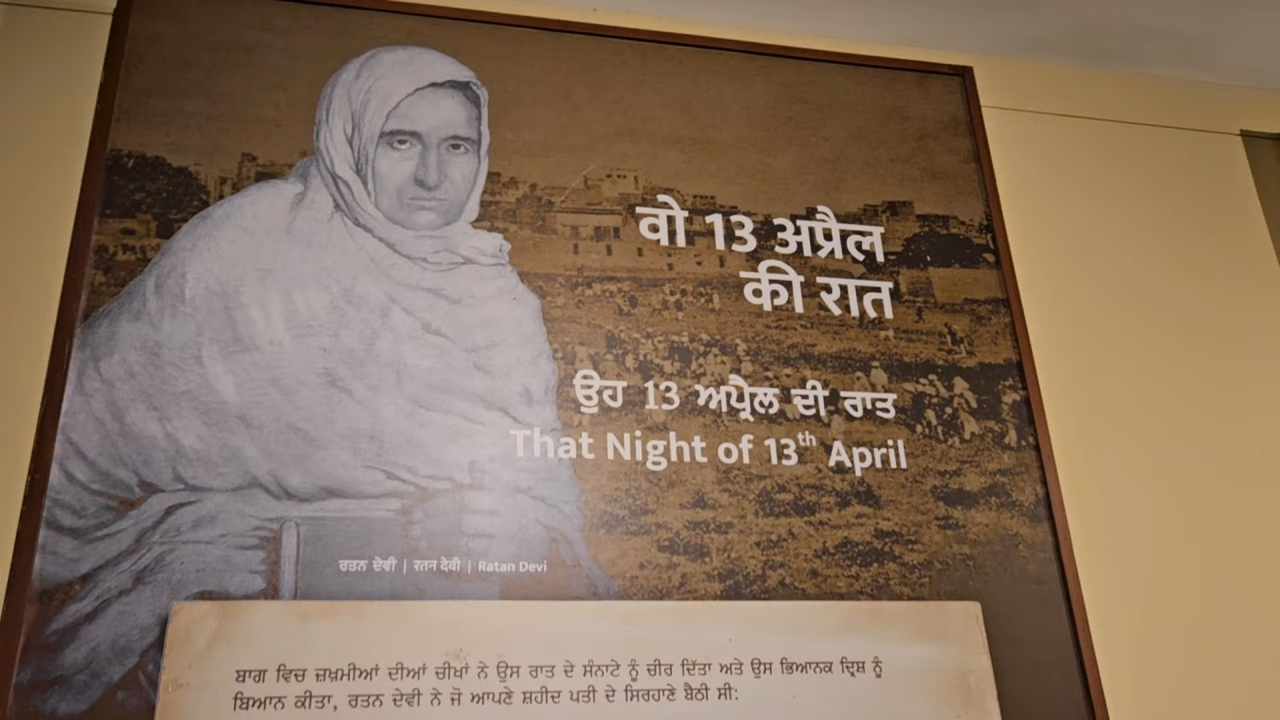 वो 13 अप्रैल
की रात
ਉਹ 13 ਅਪ੍ਰੈਲ ਦੀ ਰਾਤ
That Night of 13th April
ਰਤਨ ਦੇਵੀ | रतन देवी | Ratan Devi
ਬਾਗ ਵਿਚ ਜ਼ਖ਼ਮੀਆਂ ਦੀਆਂ ਚੀਖਾਂ ਨੇ ਉਸ ਰਾਤ ਦੇ ਸੰਨਾਟੇ ਨੂੰ ਚੀਰ ਦਿੱਤਾ ਅਤੇ ਉਸ ਭਿਆਨਕ ਦ੍ਰਿਸ਼ ਨੂੰ
ਬਿਆਨ ਕੀਤਾ, ਰਤਨ ਦੇਵੀ ਨੇ ਜੋ ਆਪਣੇ ਸ਼ਹੀਦ ਪਤੀ ਦੇ ਸਿਰਹਾਣੇ ਬੈਠੀ ਸੀ: